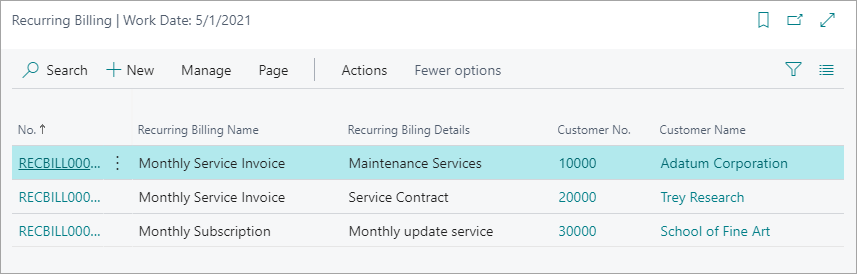 Recurring Billing | Work Date: 5/1/2021
Search New Manage Page Actions Fewer options
No. ↑ Recurring Billing Name Recurring Biling Details Customer No. Customer Name
RECBILL000... Monthly Service Invoice Maintenance Services 10000 Adatum Corporation
RECBILL000... Monthly Service Invoice Service Contract 20000 Trey Research
RECBILL000... Monthly Subscription Monthly update service 30000 School of Fine Art